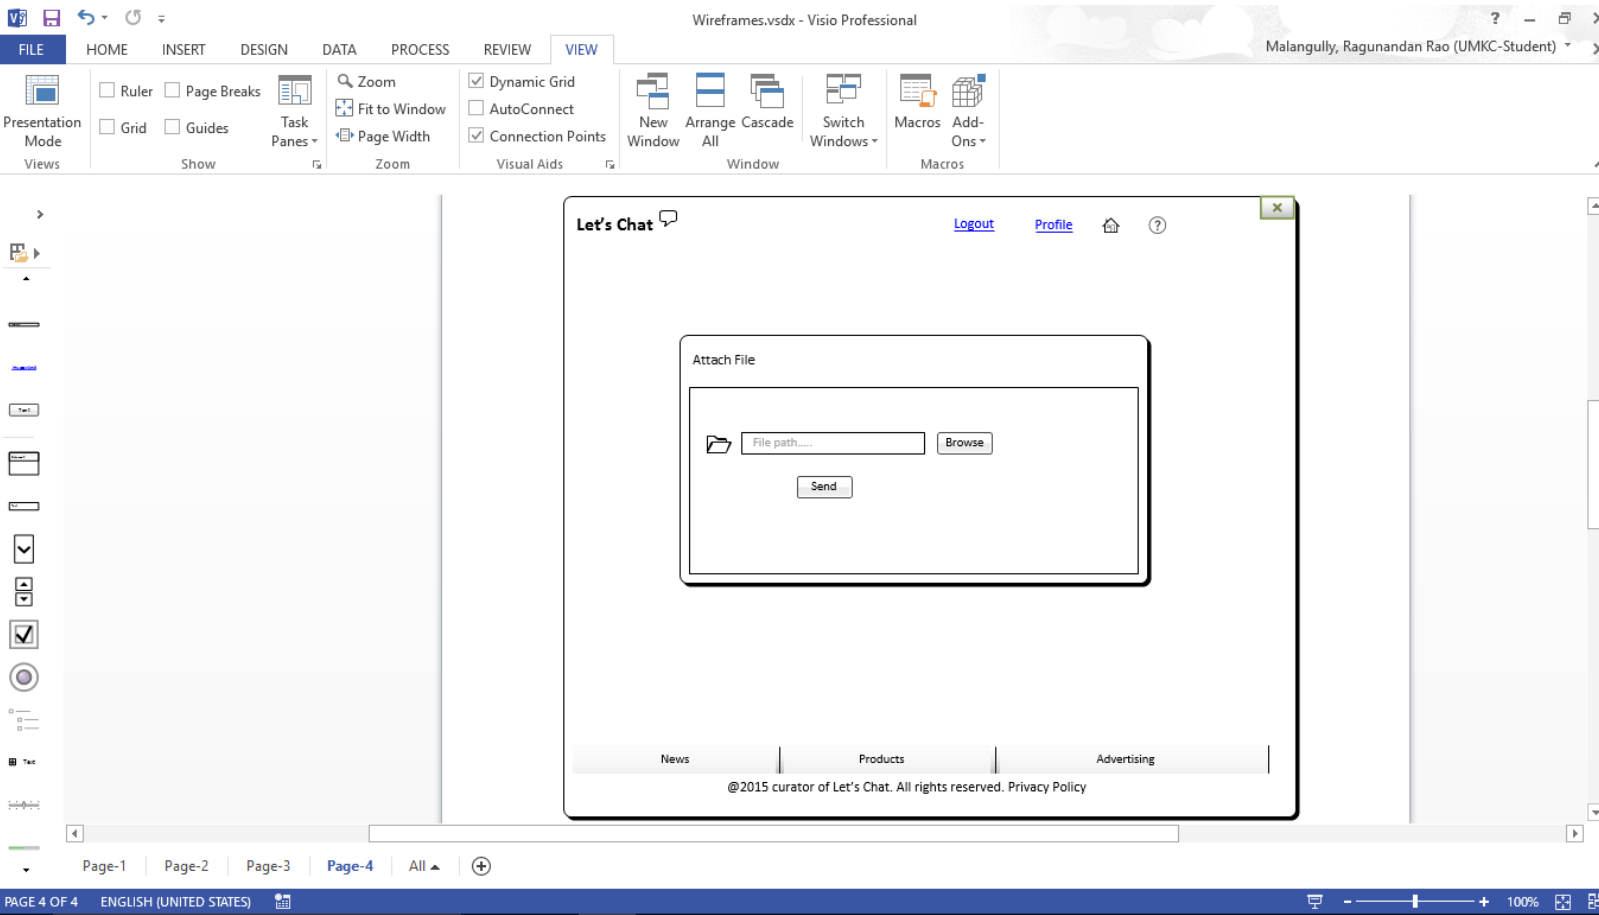 Wireframes.vsdx - Visio Professional
?
FILE HOME INSERT DESIGN DATA PROCESS REVIEW VIEW
Malangully, Ragunandan Rao (UMKC-Student)
Presentation Mode
Views
Ruler Page Breaks
Grid Guides
Task Panes
Show
Zoom
Fit to Window
Page Width
Zoom
Dynamic Grid
AutoConnect
Connection Points
Visual Aids
New Window
Arrange All
Cascade
Switch Windows
Window
Macros
Add-Ons
Macros
Let's Chat
Logout Profile ?
Attach File
File path.....
Browse
Send
News Products Advertising
@2015 curator of Let's Chat. All rights reserved. Privacy Policy
Page-1 Page-2 Page-3 Page-4 All
PAGE 4 OF 4 ENGLISH (UNITED STATES) 100%